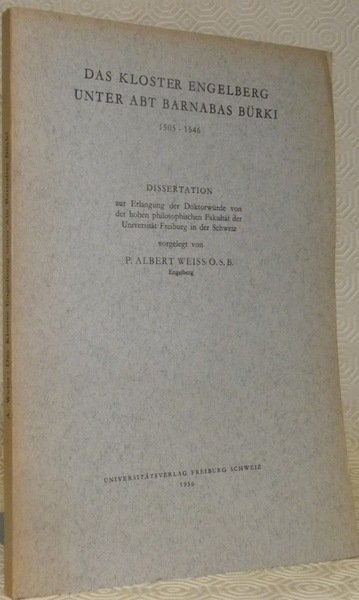 DAS KLOSTER ENGELBERG
UNTER ABT BARNABAS BÜRKI
1505 - 1546
DISSERTATION
zur Erlangung der Doktorwürde von
der hohen philosophischen Fakultät der
Universität Freiburg in der Schweiz
vorgelegt von
P. ALBERT WEISS O. S. B.
Engelberg
UNIVERSITÄTSVERLAG FREIBURG SCHWEIZ
1956